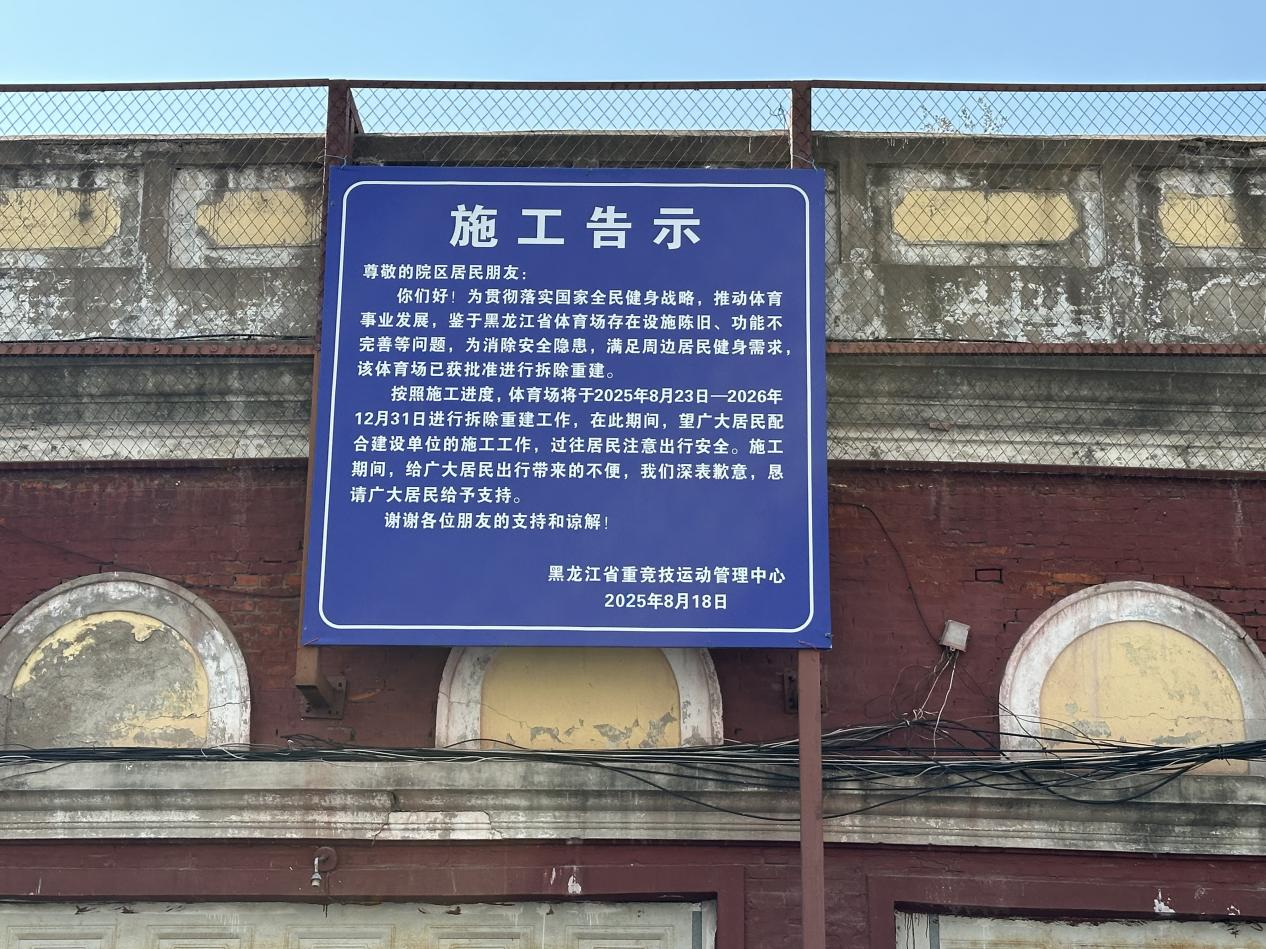 施工告示
尊敬的院区居民朋友：
你们好！为贯彻落实国家全民健身战略，推动体育
事业发展，鉴于黑龙江省体育场存在设施陈旧、功能不
完善等问题，为消除安全隐患，满足周边居民健身需求，
该体育场已获批准进行拆除重建。
按照施工进度，体育场将于2025年8月23日—2026年
12月31日进行拆除重建工作，在此期间，望广大居民配
合建设单位的施工工作，过往居民注意出行安全。施工
期间，给广大居民出行带来的不便，我们深表歉意，恳
请广大居民给予支持。
谢谢各位朋友的支持和谅解！
黑龙江省重竞技运动管理中心
2025年8月18日